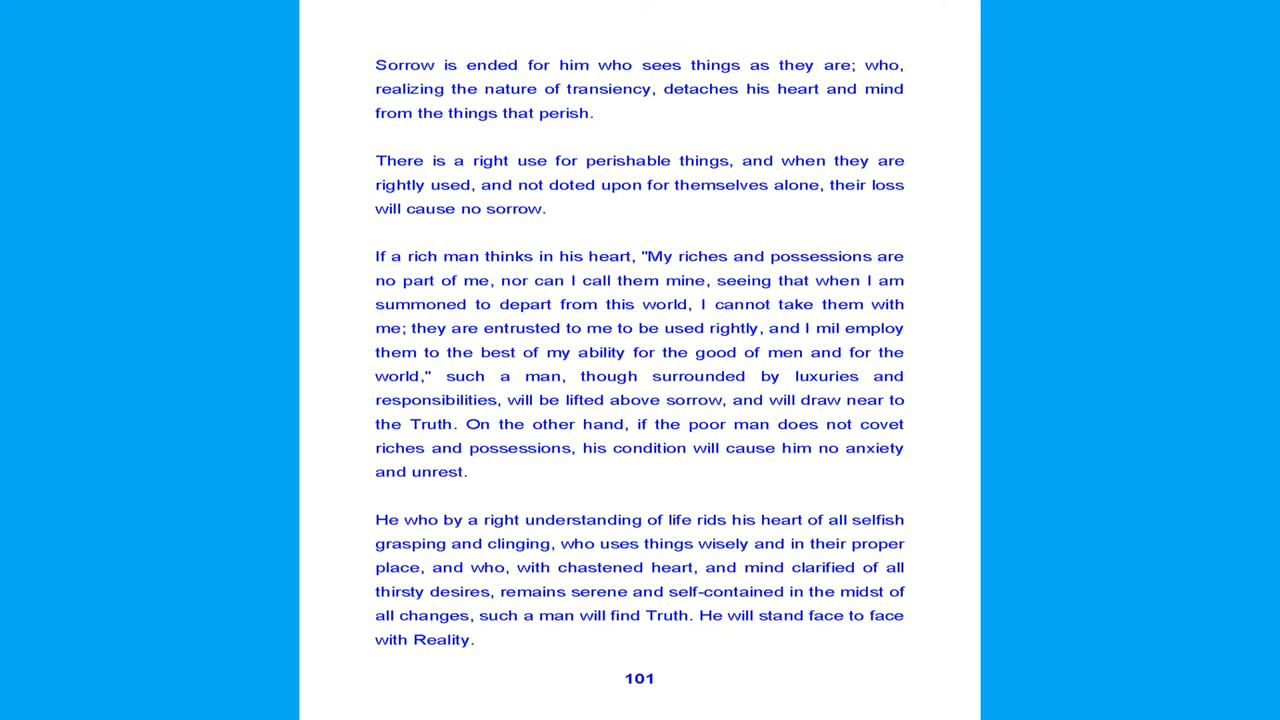 Sorrow is ended for him who sees things as they are; who,
realizing the nature of transiency, detaches his heart and mind
from the things that perish.
There is a right use for perishable things, and when they are
rightly used, and not doted upon for themselves alone, their loss
will cause no sorrow.
If a rich man thinks in his heart, "My riches and possessions are
no part of me, nor can I call them mine, seeing that when I am
summoned to depart from this world, I cannot take them with
me; they are entrusted to me to be used rightly, and I mil employ
them to the best of my ability for the good of men and for the
world," such a man, though surrounded by luxuries and
responsibilities, will be lifted above sorrow, and will draw near to
the Truth. On the other hand, if the poor man does not covet
riches and possessions, his condition will cause him no anxiety
and unrest.
He who by a right understanding of life rids his heart of all selfish
grasping and clinging, who uses things wisely and in their proper
place, and who, with chastened heart, and mind clarified of all
thirsty desires, remains serene and self-contained in the midst of
all changes, such a man will find Truth. He will stand face to face
with Reality.
101